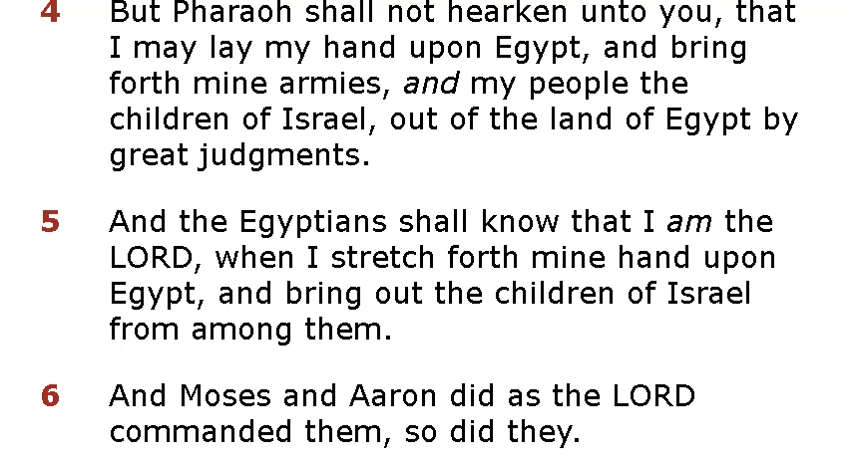 4 But Pharaoh shall not hearken unto you, that
I may lay my hand upon Egypt, and bring
forth mine armies, and my people the
children of Israel, out of the land of Egypt by
great judgments.
5 And the Egyptians shall know that I am the
LORD, when I stretch forth mine hand upon
Egypt, and bring out the children of Israel
from among them.
6 And Moses and Aaron did as the LORD
commanded them, so did they.